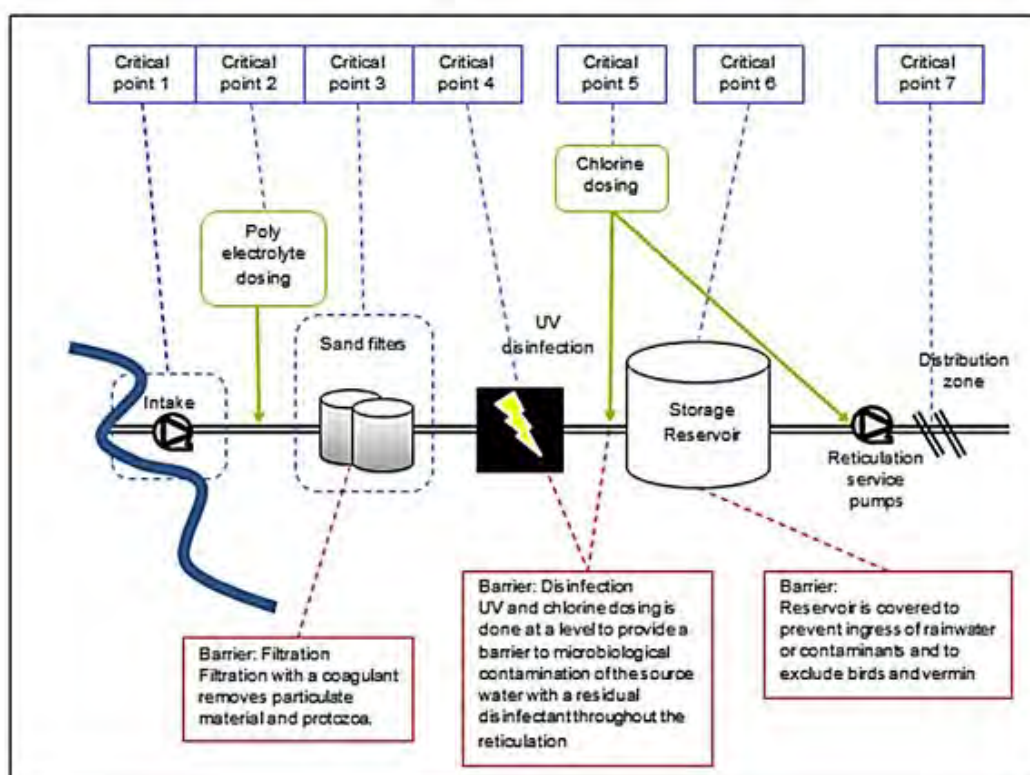 Critical
point 1
Critical
point 2
Critical
point 3
Critical
point 4
Critical
point 5
Critical
point 6
Critical
point 7
Chlorine
dosing
Poly
electrolyte
dosing
Sand filters
UV
disinfection
Distribution
zone
Intake
Storage
Reservoir
Reticulation
service
pumps
Barrier: Filtration
Filtration with a coagulant
removes particulate
material and protozoa.
Barrier: Disinfection
UV and chlorine dosing is
done at a level to provide a
barrier to microbiological
contamination of the source
water with a residual
disinfectant throughout the
reticulation
Barrier:
Reservoir is covered to
prevent ingress of rainwater
or contaminants and to
exclude birds and vermin